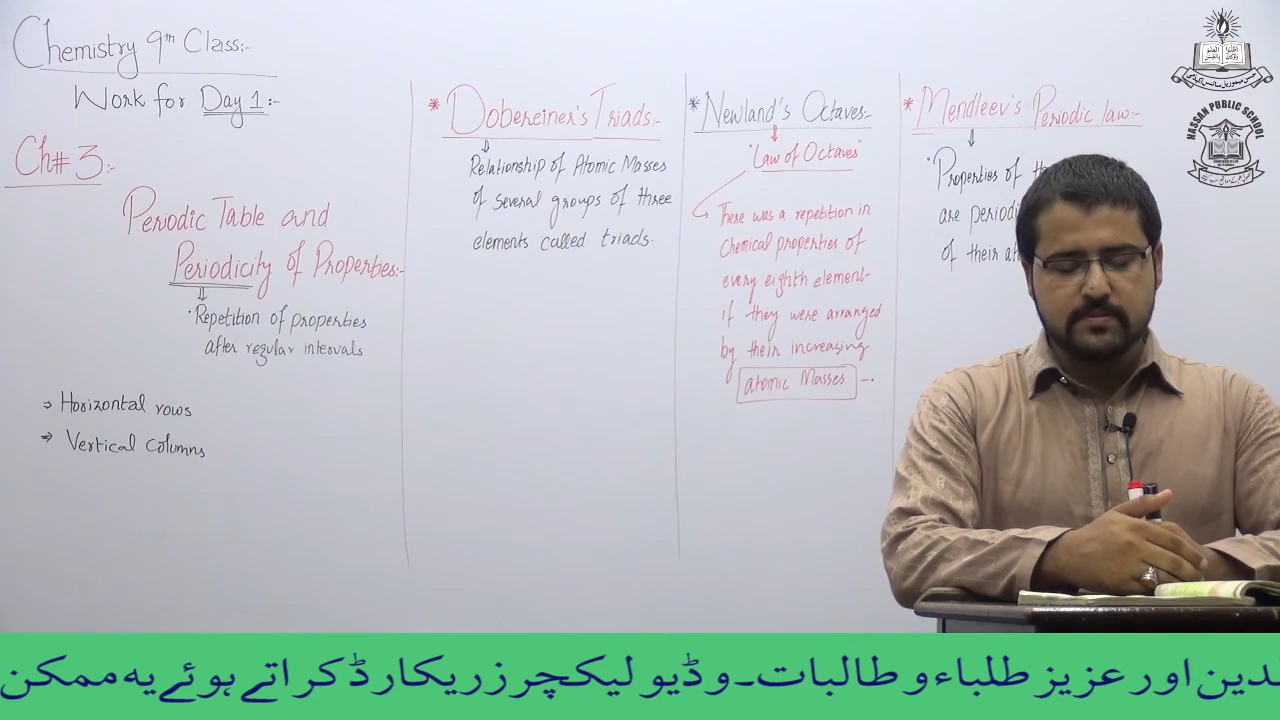 Chemistry 9th Class:-
Work for Day 1:-
Ch# 3:-
Periodic Table and
Periodicity of Properties:-
Repetition of properties
after regular intervals
⇒ Horizontal rows
⇒ Vertical Columns
* Dobereiner's Triads:-
Relationship of Atomic Masses
of several groups of three
elements called triads.
* Newland's Octaves:-
"Law of Octaves"
There was a repetition in
chemical properties of
every eighth element
if they were arranged
by their increasing
atomic Masses
* Mendleev's Periodic law:-
"Properties of
are
of their
HASSAN PUBLIC SCHOOL
لدین اور عزیز طلباء و طالبات۔ وڈیو لیکچرز ریکارڈ کراتے ہوئے یہ ممکن